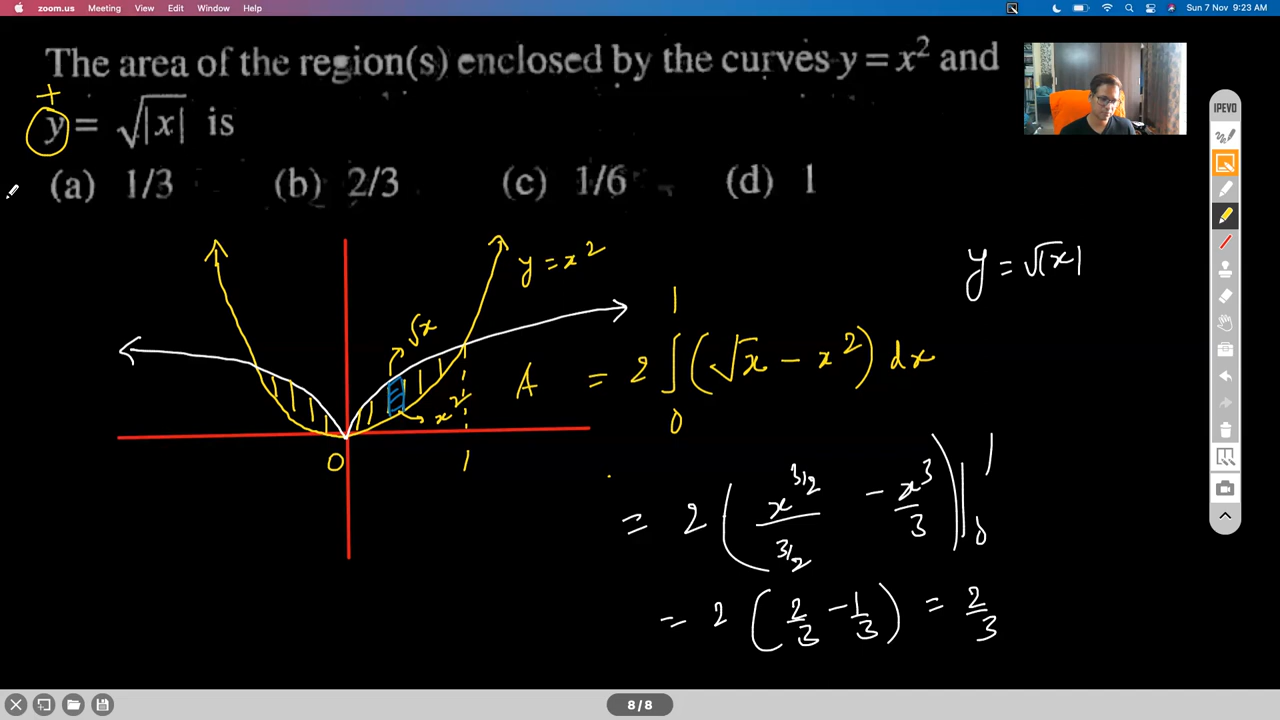 zoom.us Meeting View Edit Window Help Sun 7 Nov 9:23 AM
The area of the region(s) enclosed by the curves y = x² and
+
y = √|x| is
(a) 1/3 (b) 2/3 (c) 1/6 (d) 1
IPEVO
y = x²
y = √|x|
√x
x²
0 1
A = 2 ∫₀¹ (√x − x²) dx
= 2 (x^(3/2) / (3/2) − x³/3) |₀¹
= 2 (2/3 − 1/3) = 2/3
8 / 8